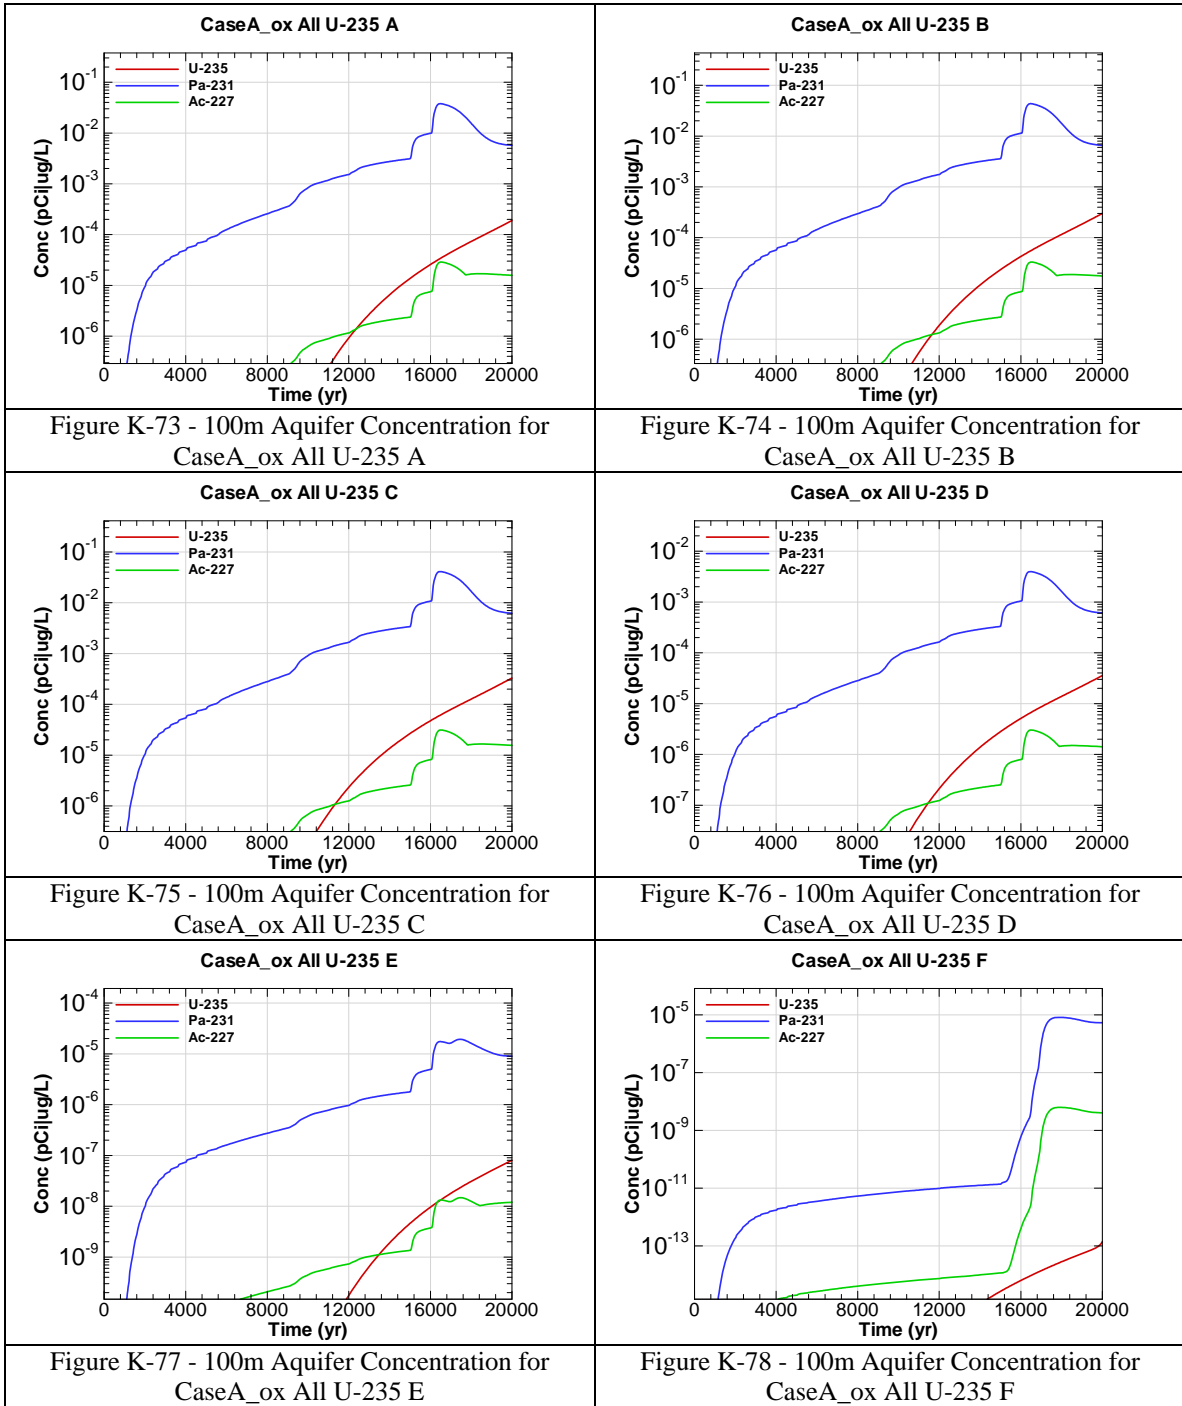 CaseA_ox All U-235 A
U-235
Pa-231
Ac-227
Conc (pCi|ug/L)
10-1
10-2
10-3
10-4
10-5
10-6
0 4000 8000 12000 16000 20000
Time (yr)
Figure K-73 - 100m Aquifer Concentration for
CaseA_ox All U-235 A
CaseA_ox All U-235 B
U-235
Pa-231
Ac-227
Conc (pCi|ug/L)
10-1
10-2
10-3
10-4
10-5
10-6
0 4000 8000 12000 16000 20000
Time (yr)
Figure K-74 - 100m Aquifer Concentration for
CaseA_ox All U-235 B
CaseA_ox All U-235 C
U-235
Pa-231
Ac-227
Conc (pCi|ug/L)
10-1
10-2
10-3
10-4
10-5
10-6
0 4000 8000 12000 16000 20000
Time (yr)
Figure K-75 - 100m Aquifer Concentration for
CaseA_ox All U-235 C
CaseA_ox All U-235 D
U-235
Pa-231
Ac-227
Conc (pCi|ug/L)
10-2
10-3
10-4
10-5
10-6
10-7
0 4000 8000 12000 16000 20000
Time (yr)
Figure K-76 - 100m Aquifer Concentration for
CaseA_ox All U-235 D
CaseA_ox All U-235 E
U-235
Pa-231
Ac-227
Conc (pCi|ug/L)
10-4
10-5
10-6
10-7
10-8
10-9
0 4000 8000 12000 16000 20000
Time (yr)
Figure K-77 - 100m Aquifer Concentration for
CaseA_ox All U-235 E
CaseA_ox All U-235 F
U-235
Pa-231
Ac-227
Conc (pCi|ug/L)
10-5
10-7
10-9
10-11
10-13
0 4000 8000 12000 16000 20000
Time (yr)
Figure K-78 - 100m Aquifer Concentration for
CaseA_ox All U-235 F